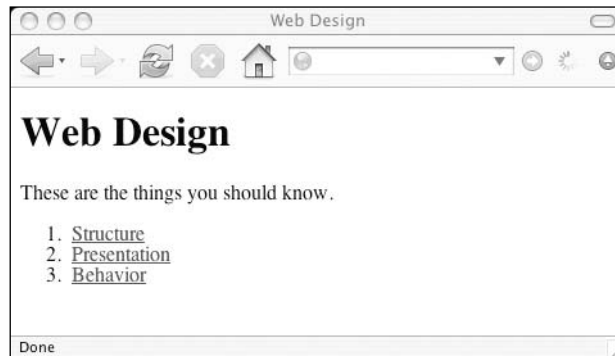 Web Design
Web Design
These are the things you should know.
1. Structure
2. Presentation
3. Behavior
Done